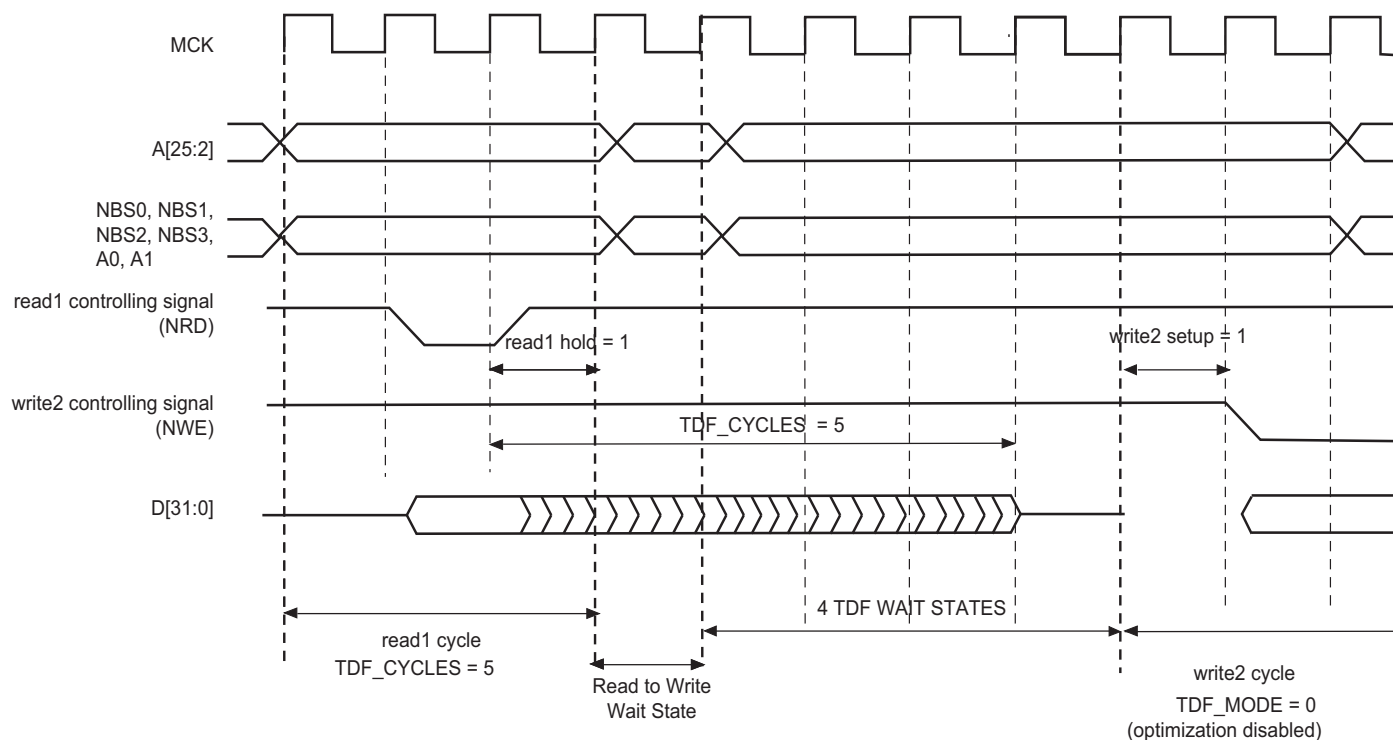 MCK
A[25:2]
NBS0, NBS1,
NBS2, NBS3,
A0, A1
read1 controlling signal
(NRD)
read1 hold = 1
write2 setup = 1
write2 controlling signal
(NWE)
TDF_CYCLES = 5
D[31:0]
4 TDF WAIT STATES
read1 cycle
TDF_CYCLES = 5
Read to Write
Wait State
write2 cycle
TDF_MODE = 0
(optimization disabled)